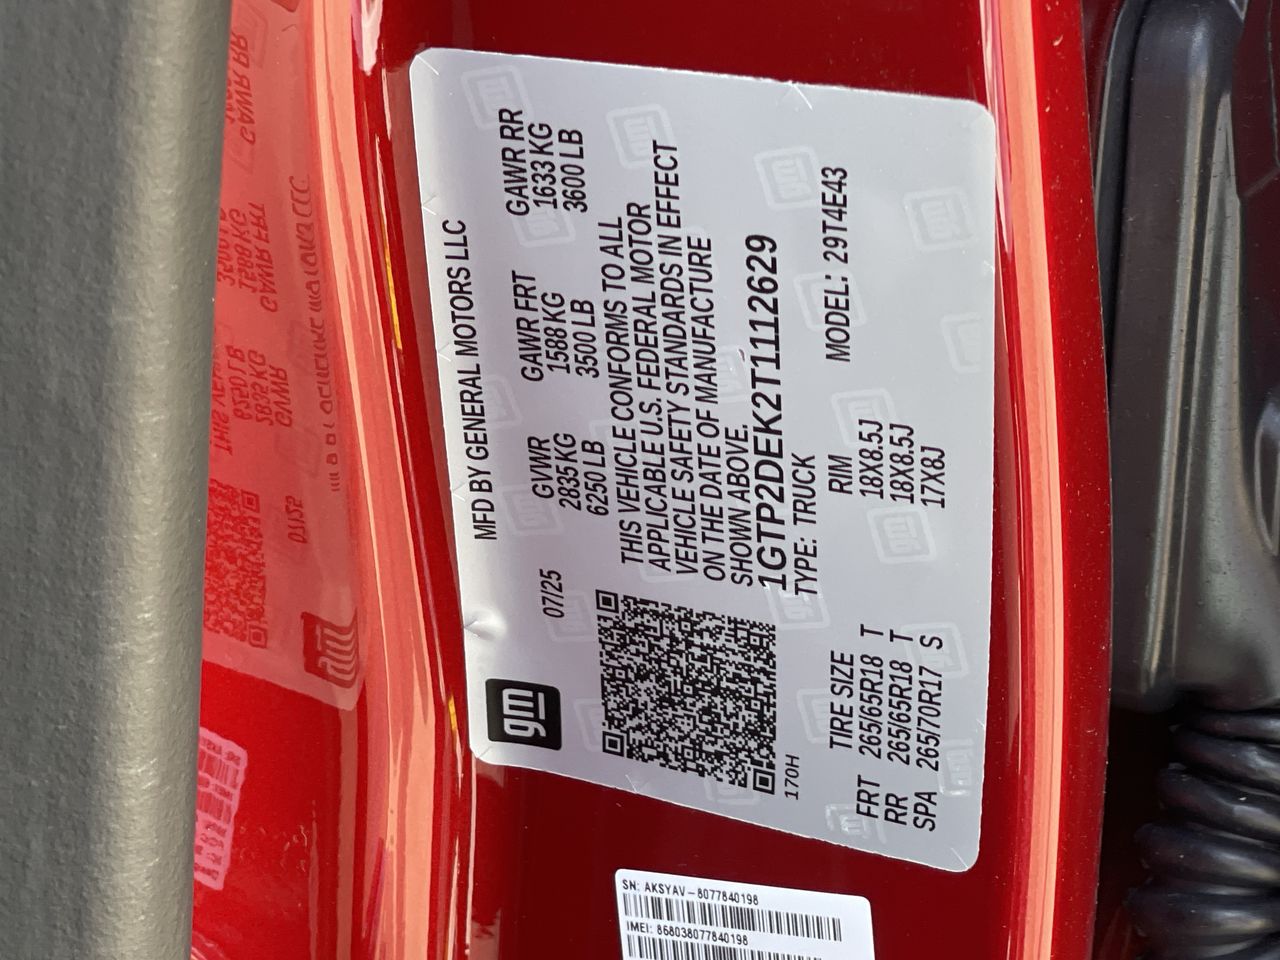 MFD BY GENERAL MOTORS LLC
gm
07/25
GVWR GAWR FRT GAWR RR
2835 KG 1588 KG 1633 KG
6250 LB 3500 LB 3600 LB
THIS VEHICLE CONFORMS TO ALL
APPLICABLE U.S. FEDERAL MOTOR
VEHICLE SAFETY STANDARDS IN EFFECT
ON THE DATE OF MANUFACTURE
SHOWN ABOVE.
1GTP2DEK2T1112629
TYPE: TRUCK
170H
MODEL: 29T4E43
TIRE SIZE RIM
FRT 265/65R18 T 18X8.5J
RR 265/65R18 T 18X8.5J
SPA 265/70R17 S 17X8J
SN: AKSYAV-8077840198
IMEI: 868038077840198